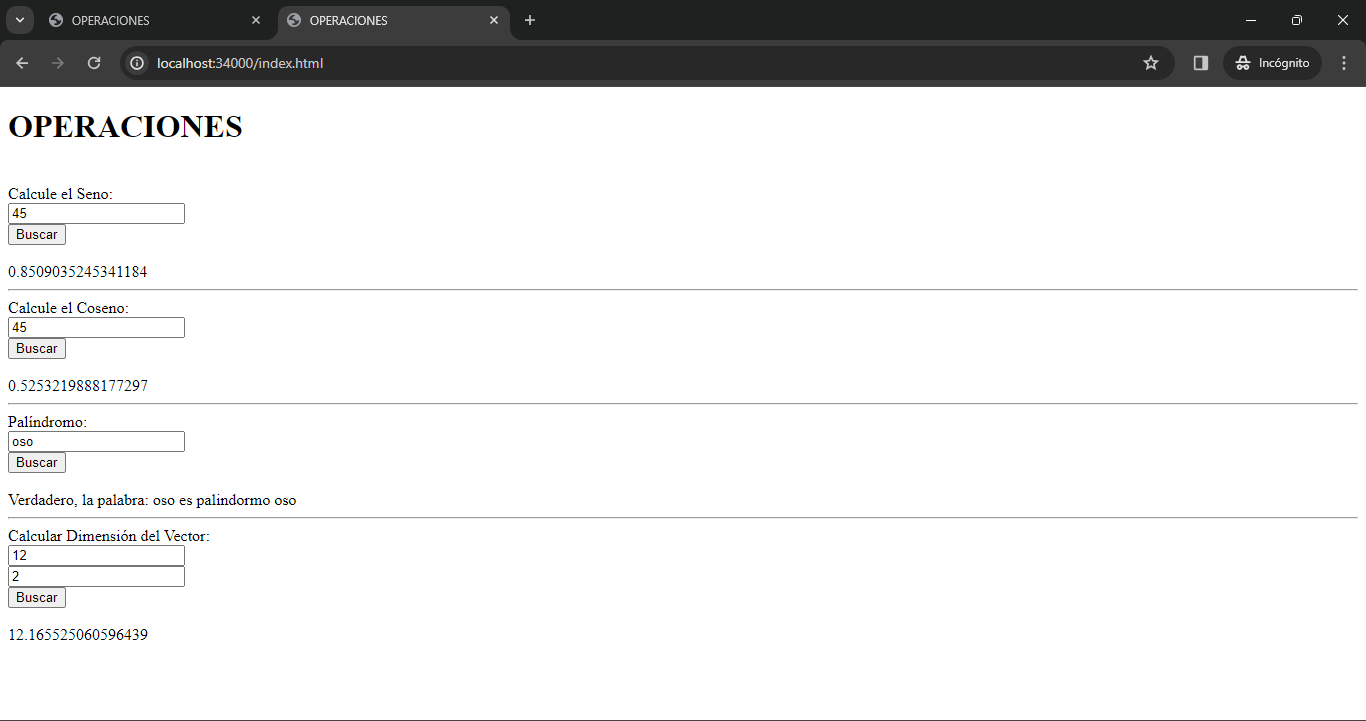 OPERACIONES
OPERACIONES
localhost:34000/index.html
Incógnito
OPERACIONES
Calcule el Seno:
45
Buscar
0.8509035245341184
Calcule el Coseno:
45
Buscar
0.5253219888177297
Palíndromo:
oso
Buscar
Verdadero, la palabra: oso es palindormo oso
Calcular Dimensión del Vector:
12
2
Buscar
12.165525060596439